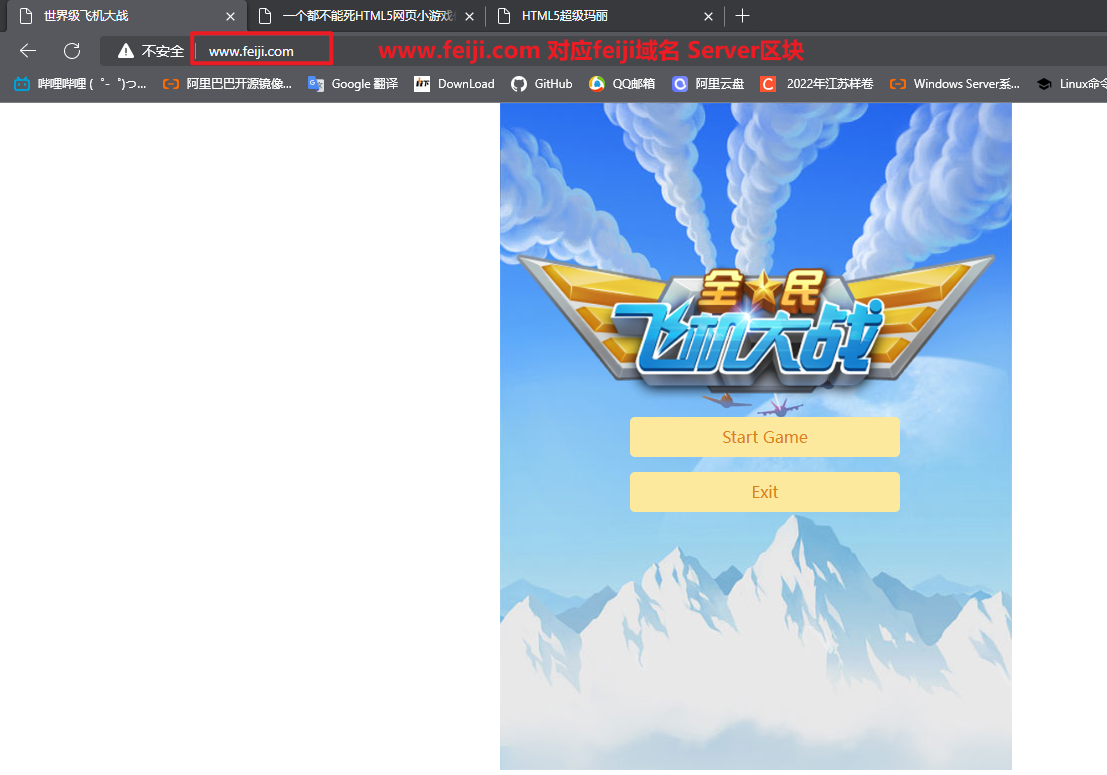 世界级飞机大战
一个都不能死HTML5网页小游戏
HTML5超级玛丽
不安全
www.feiji.com
www.feiji.com 对应feiji域名 Server区块
哔哩哔哩 ( ゜- ゜)つ...
阿里巴巴开源镜像...
Google 翻译
DownLoad
GitHub
QQ邮箱
阿里云盘
2022年江苏样卷
Windows Server系...
Linux命令
全民
飞机大战
Start Game
Exit